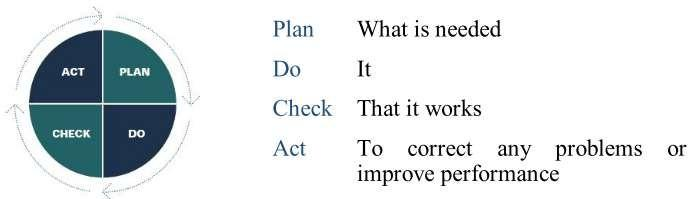 ACT PLAN
CHECK DO
Plan What is needed
Do It
Check That it works
Act To correct any problems or
improve performance